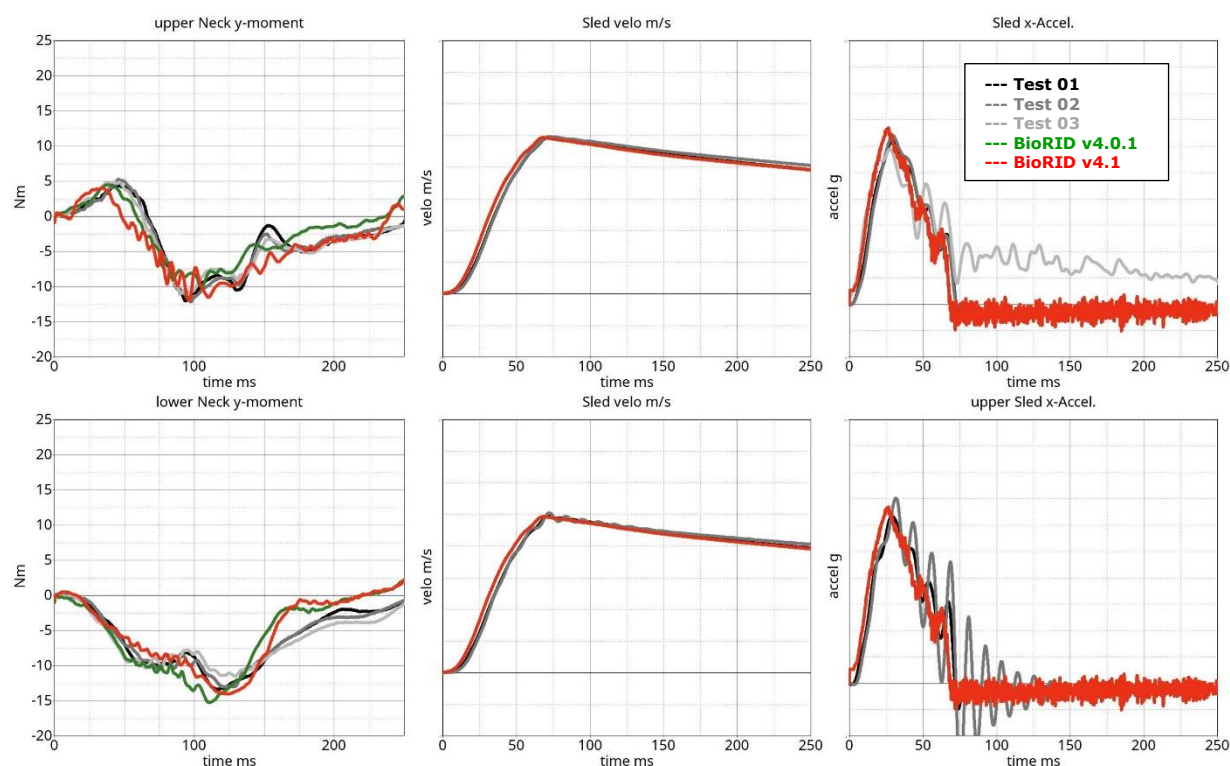 upper Neck y-moment
Sled velo m/s
Sled x-Accel.
25
20
15
10
5
0
-5
-10
-15
-20
Nm
0
100
200
time ms
velo m/s
0
50
100
150
200
250
time ms
accel g
0
50
100
150
200
250
time ms
--- Test 01
--- Test 02
--- Test 03
--- BioRID v4.0.1
--- BioRID v4.1
lower Neck y-moment
Sled velo m/s
upper Sled x-Accel.
25
20
15
10
5
0
-5
-10
-15
-20
Nm
0
100
200
time ms
velo m/s
0
50
100
150
200
250
time ms
accel g
0
50
100
150
200
250
time ms